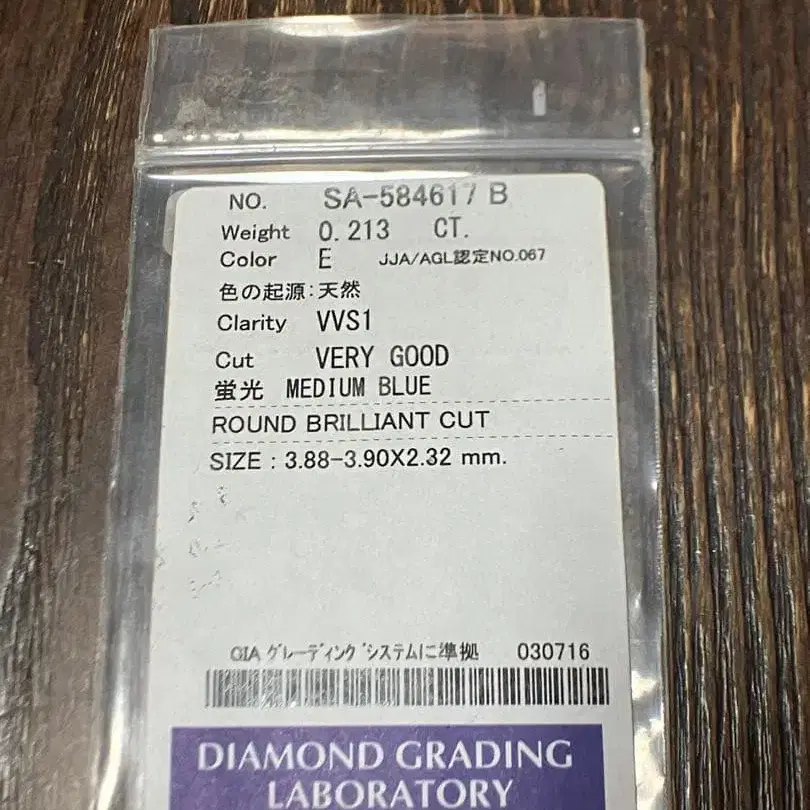 NO. SA-584617 B
Weight 0.213 CT.
Color E JJA/AGL認定NO.067
色の起源:天然
Clarity VVS1
Cut VERY GOOD
蛍光 MEDIUM BLUE
ROUND BRILLIANT CUT
SIZE : 3.88-3.90X2.32 mm.
GIA グレーディングシステムに準拠 030716
DIAMOND GRADING
LABORATORY